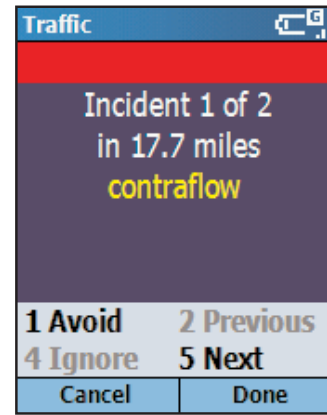 Traffic G
Incident 1 of 2
in 17.7 miles
contraflow
1 Avoid 2 Previous
4 Ignore 5 Next
Cancel Done